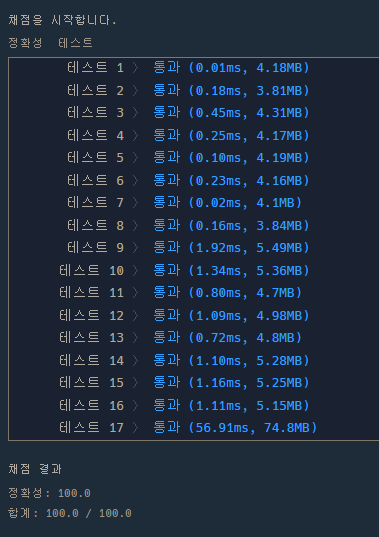 채점을 시작합니다.
정확성 테스트
테스트 1 〉 통과 (0.01ms, 4.18MB)
테스트 2 〉 통과 (0.18ms, 3.81MB)
테스트 3 〉 통과 (0.45ms, 4.31MB)
테스트 4 〉 통과 (0.25ms, 4.17MB)
테스트 5 〉 통과 (0.10ms, 4.19MB)
테스트 6 〉 통과 (0.23ms, 4.16MB)
테스트 7 〉 통과 (0.02ms, 4.1MB)
테스트 8 〉 통과 (0.16ms, 3.84MB)
테스트 9 〉 통과 (1.92ms, 5.49MB)
테스트 10 〉 통과 (1.34ms, 5.36MB)
테스트 11 〉 통과 (0.80ms, 4.7MB)
테스트 12 〉 통과 (1.09ms, 4.98MB)
테스트 13 〉 통과 (0.72ms, 4.8MB)
테스트 14 〉 통과 (1.10ms, 5.28MB)
테스트 15 〉 통과 (1.16ms, 5.25MB)
테스트 16 〉 통과 (1.11ms, 5.15MB)
테스트 17 〉 통과 (56.91ms, 74.8MB)
채점 결과
정확성: 100.0
합계: 100.0 / 100.0